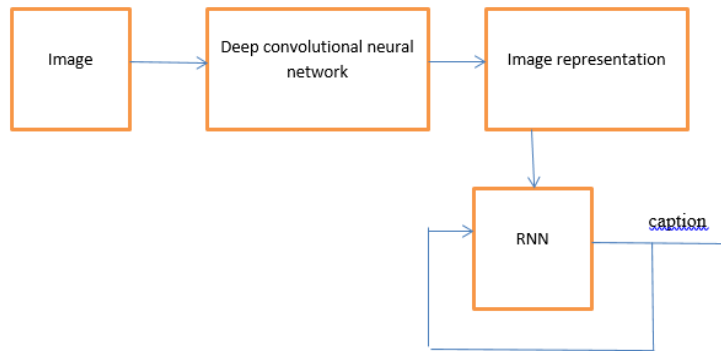 Image
Deep convolutional neural
network
Image representation
RNN
caption